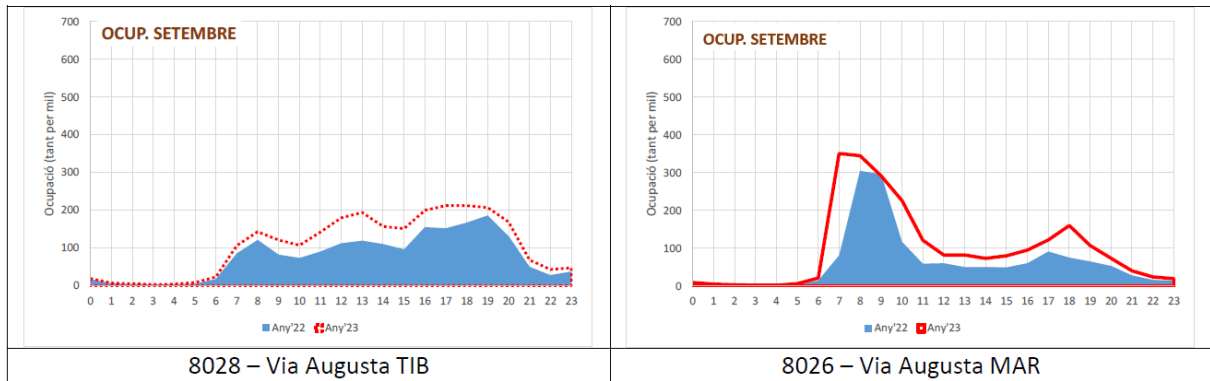 OCUP. SETEMBRE
Ocupació (tant per mil)
700
600
500
400
300
200
100
0
0 1 2 3 4 5 6 7 8 9 10 11 12 13 14 15 16 17 18 19 20 21 22 23
Any'22 Any'23
8028 – Via Augusta TIB
OCUP. SETEMBRE
Ocupació (tant per mil)
700
600
500
400
300
200
100
0
0 1 2 3 4 5 6 7 8 9 10 11 12 13 14 15 16 17 18 19 20 21 22 23
Any'22 Any'23
8026 – Via Augusta MAR